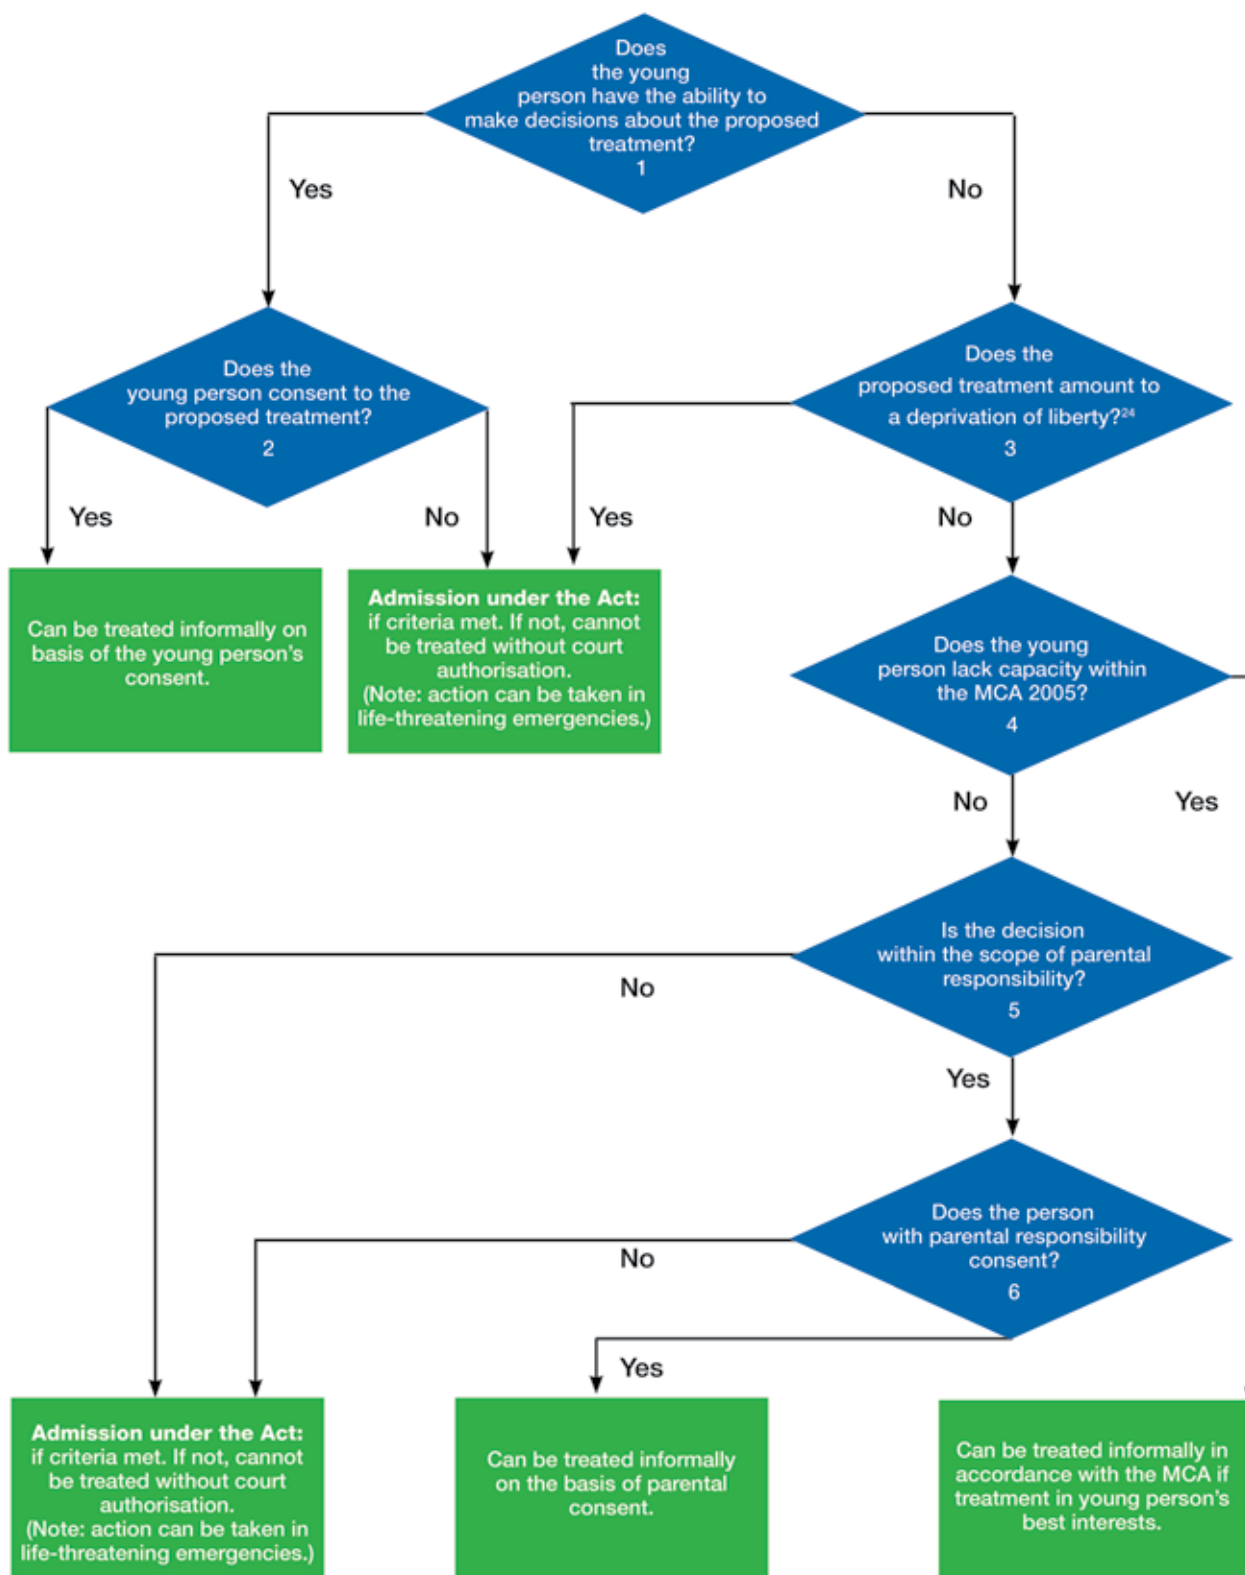 Does
the young
person have the ability to
make decisions about the proposed
treatment?
1
Yes
No
Does the
young person consent to the
proposed treatment?
2
Does the
proposed treatment amount to
a deprivation of liberty?24
3
Yes
No
Yes
No
Can be treated informally on
basis of the young person's
consent.
Admission under the Act:
if criteria met. If not, cannot
be treated without court
authorisation.
(Note: action can be taken in
life-threatening emergencies.)
Does the young
person lack capacity within
the MCA 2005?
4
No
Yes
Is the decision
within the scope of parental
responsibility?
5
No
Yes
Does the person
with parental responsibility
consent?
6
No
Yes
Admission under the Act:
if criteria met. If not, cannot
be treated without court
authorisation.
(Note: action can be taken in
life-threatening emergencies.)
Can be treated informally
on the basis of parental
consent.
Can be treated informally in
accordance with the MCA if
treatment in young person's
best interests.